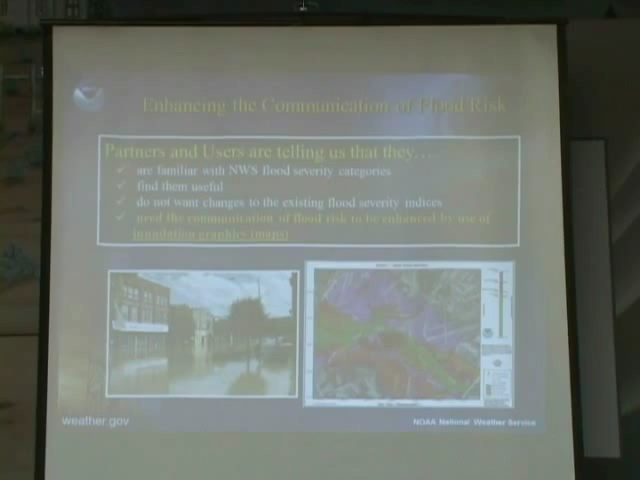 Enhancing the Communication of Flood Risk
Partners and Users are telling us that they…
✓ are familiar with NWS flood severity categories
✓ find them useful
✓ do not want changes to the existing flood severity indices
✓ need the communication of flood risk to be enhanced by use of
inundation graphics (maps)
weather.gov
NOAA National Weather Service